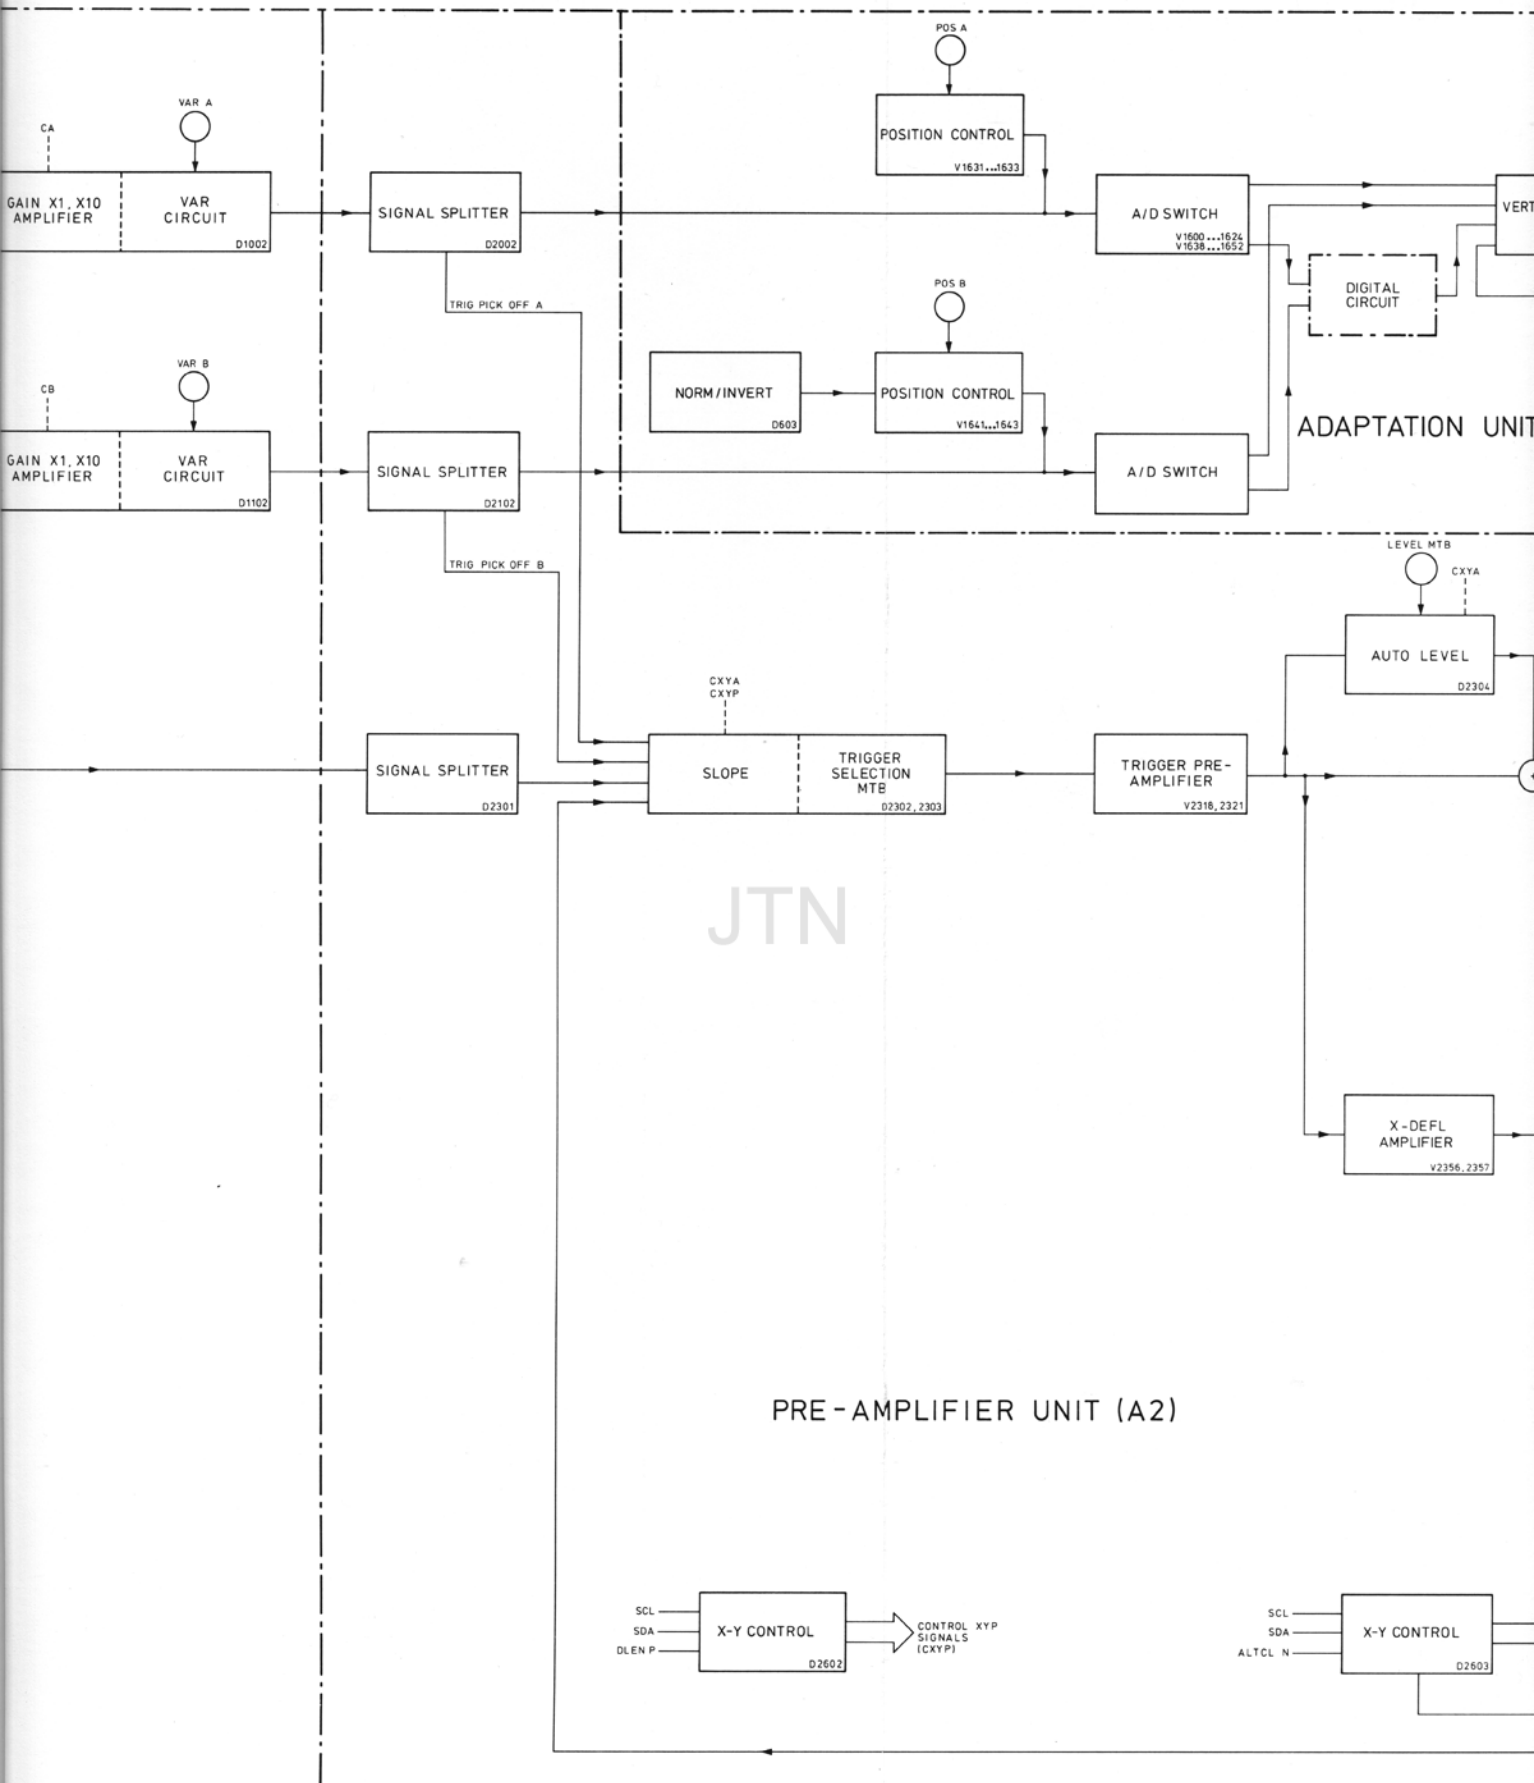 POS A
POSITION CONTROL
V1631...1633
VAR A
CA
GAIN X1, X10
AMPLIFIER
VAR
CIRCUIT
D1002
SIGNAL SPLITTER
D2002
A/D SWITCH
V1600...1624
V1638...1652
VERT
TRIG PICK OFF A
DIGITAL
CIRCUIT
POS B
NORM/INVERT
D603
POSITION CONTROL
V1641...1643
ADAPTATION UNIT
VAR B
CB
GAIN X1, X10
AMPLIFIER
VAR
CIRCUIT
D1102
SIGNAL SPLITTER
D2102
A/D SWITCH
TRIG PICK OFF B
LEVEL MTB
CXYA
AUTO LEVEL
D2304
CXYA
CXYP
SIGNAL SPLITTER
D2301
SLOPE
TRIGGER
SELECTION
MTB
D2302, 2303
TRIGGER PRE-
AMPLIFIER
V2318, 2321
JTN
X-DEFL
AMPLIFIER
V2356, 2357
PRE-AMPLIFIER UNIT (A2)
SCL
SDA
DLEN P
X-Y CONTROL
D2602
CONTROL XYP
SIGNALS
(CXYP)
SCL
SDA
ALTCL N
X-Y CONTROL
D2603